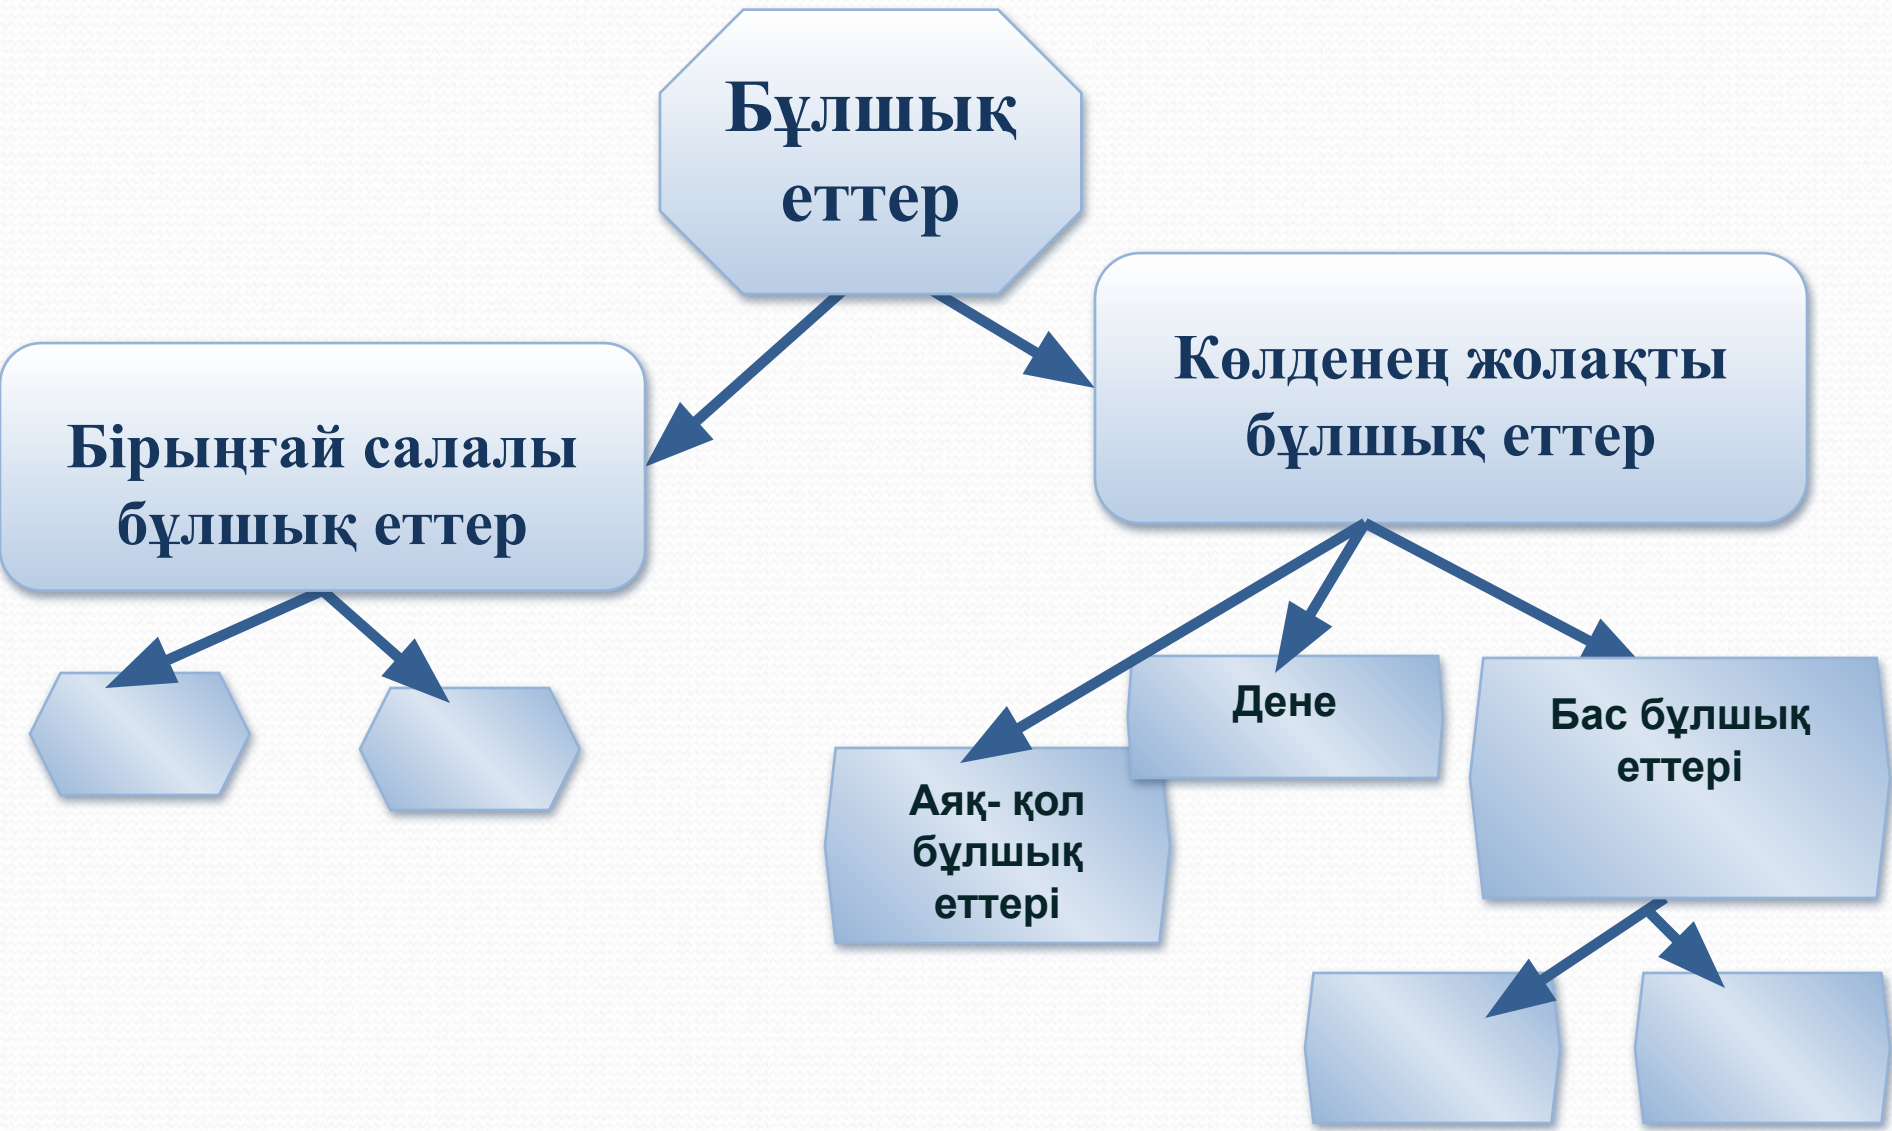 Бұлшық
еттер
Көлденең жолақты
бұлшық еттер
Бірыңғай салалы
бұлшық еттер
Дене
Бас бұлшық
еттері
Аяқ- қол
бұлшық
еттері